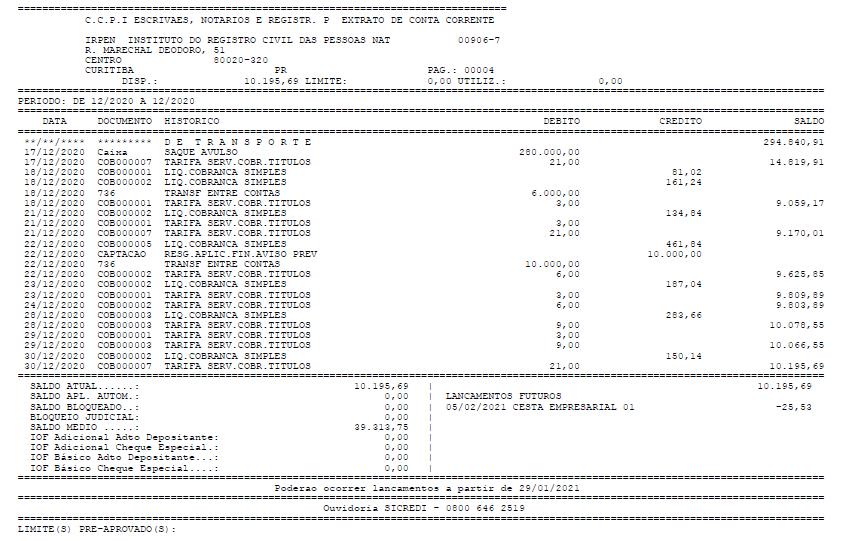 C.C.P.I ESCRIVAES, NOTARIOS E REGISTR. P EXTRATO DE CONTA CORRENTE
IRPEN INSTITUTO DO REGISTRO CIVIL DAS PESSOAS NAT 00906-7
R. MARECHAL DEODORO, 51
CENTRO 80020-320
CURITIBA PR PAG.: 00004
DISP.: 10.195,69 LIMITE: 0,00 UTILIZ.: 0,00
PERIODO: DE 12/2020 A 12/2020
DATA DOCUMENTO HISTORICO DEBITO CREDITO SALDO
**/**/**** ********* D E T R A N S P O R T E 294.840,91
17/12/2020 Caixa SAQUE AVULSO 280.000,00
17/12/2020 COB000007 TARIFA SERV.COBR.TITULOS 21,00 14.819,91
18/12/2020 COB000001 LIQ.COBRANCA SIMPLES 81,02
18/12/2020 COB000002 LIQ.COBRANCA SIMPLES 161,24
18/12/2020 736 TRANSF ENTRE CONTAS 6.000,00
18/12/2020 COB000001 TARIFA SERV.COBR.TITULOS 3,00 9.059,17
21/12/2020 COB000002 LIQ.COBRANCA SIMPLES 134,84
21/12/2020 COB000001 TARIFA SERV.COBR.TITULOS 3,00
21/12/2020 COB000007 TARIFA SERV.COBR.TITULOS 21,00 9.170,01
22/12/2020 COB000005 LIQ.COBRANCA SIMPLES 461,84
22/12/2020 CAPTACAO RESG.APLIC.FIN.AVISO PREV 10.000,00
22/12/2020 736 TRANSF ENTRE CONTAS 10.000,00
22/12/2020 COB000002 TARIFA SERV.COBR.TITULOS 6,00 9.625,85
23/12/2020 COB000002 LIQ.COBRANCA SIMPLES 187,04
23/12/2020 COB000001 TARIFA SERV.COBR.TITULOS 3,00 9.809,89
24/12/2020 COB000002 TARIFA SERV.COBR.TITULOS 6,00 9.803,89
28/12/2020 COB000003 LIQ.COBRANCA SIMPLES 283,66
28/12/2020 COB000003 TARIFA SERV.COBR.TITULOS 9,00 10.078,55
29/12/2020 COB000001 TARIFA SERV.COBR.TITULOS 3,00
29/12/2020 COB000003 TARIFA SERV.COBR.TITULOS 9,00 10.066,55
30/12/2020 COB000002 LIQ.COBRANCA SIMPLES 150,14
30/12/2020 COB000007 TARIFA SERV.COBR.TITULOS 21,00 10.195,69
SALDO ATUAL......: 10.195,69 | 10.195,69
SALDO APL. AUTOM.: 0,00 | LANCAMENTOS FUTUROS
SALDO BLOQUEADO..: 0,00 | 05/02/2021 CESTA EMPRESARIAL 01 -25,53
BLOQUEIO JUDICIAL: 0,00 |
SALDO MEDIO .....: 39.313,75 |
IOF Adicional Adto Depositante: 0,00 |
IOF Adicional Cheque Especial.: 0,00 |
IOF Básico Adto Depositante...: 0,00 |
IOF Básico Cheque Especial....: 0,00 |
Poderao ocorrer lancamentos a partir de 29/01/2021
Ouvidoria SICREDI - 0800 646 2519
LIMITE(S) PRE-APROVADO(S):